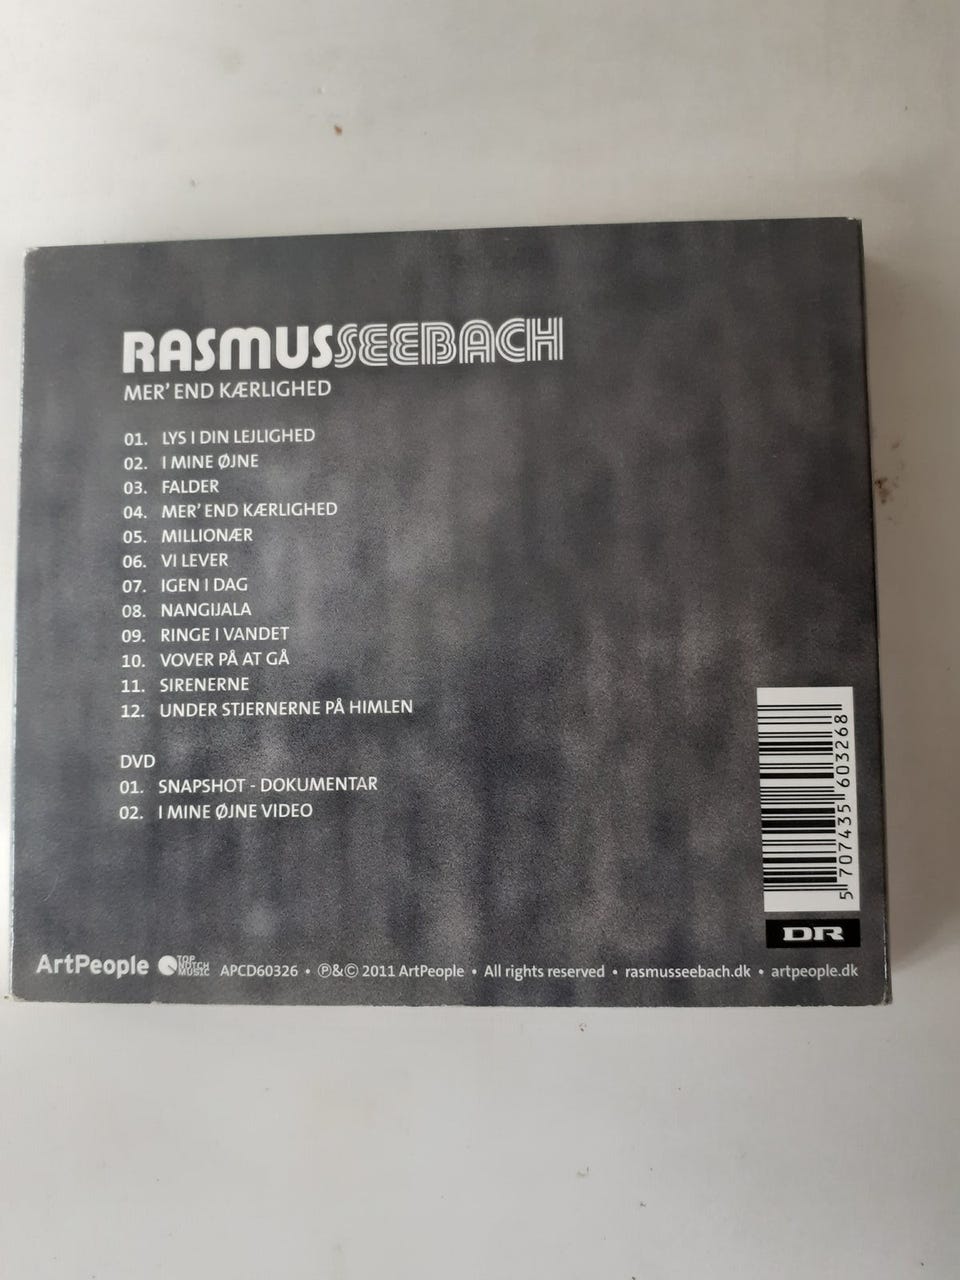 RASMUSSEEBACH
MER' END KÆRLIGHED
01. LYS I DIN LEJLIGHED
02. I MINE ØJNE
03. FALDER
04. MER' END KÆRLIGHED
05. MILLIONÆR
06. VI LEVER
07. IGEN I DAG
08. NANGIJALA
09. RINGE I VANDET
10. VOVER PÅ AT GÅ
11. SIRENERNE
12. UNDER STJERNERNE PÅ HIMLEN
DVD
01. SNAPSHOT - DOKUMENTAR
02. I MINE ØJNE VIDEO
5 707435 603268
DR
ArtPeople TOP NOTCH MUSIC APCD60326 • ℗&© 2011 ArtPeople • All rights reserved • rasmusseebach.dk • artpeople.dk